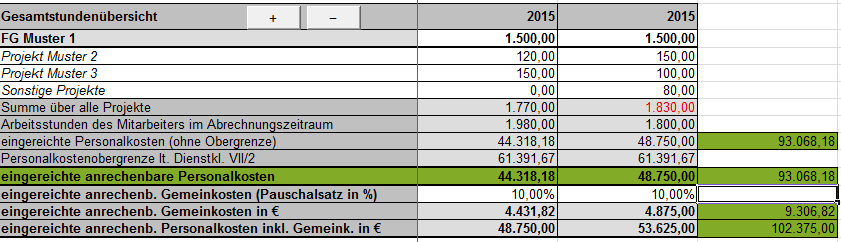 Gesamtstundenübersicht + – 2015 2015
FG Muster 1 1.500,00 1.500,00
Projekt Muster 2 120,00 150,00
Projekt Muster 3 150,00 100,00
Sonstige Projekte 0,00 80,00
Summe über alle Projekte 1.770,00 1.830,00
Arbeitsstunden des Mitarbeiters im Abrechnungszeitraum 1.980,00 1.800,00
eingereichte Personalkosten (ohne Obergrenze) 44.318,18 48.750,00 93.068,18
Personalkostenobergrenze lt. Dienstkl. VII/2 61.391,67 61.391,67
eingereichte anrechenbare Personalkosten 44.318,18 48.750,00 93.068,18
eingereichte anrechenb. Gemeinkosten (Pauschalsatz in %) 10,00% 10,00%
eingereichte anrechenb. Gemeinkosten in € 4.431,82 4.875,00 9.306,82
eingereichte anrechenb. Personalkosten inkl. Gemeink. in € 48.750,00 53.625,00 102.375,00